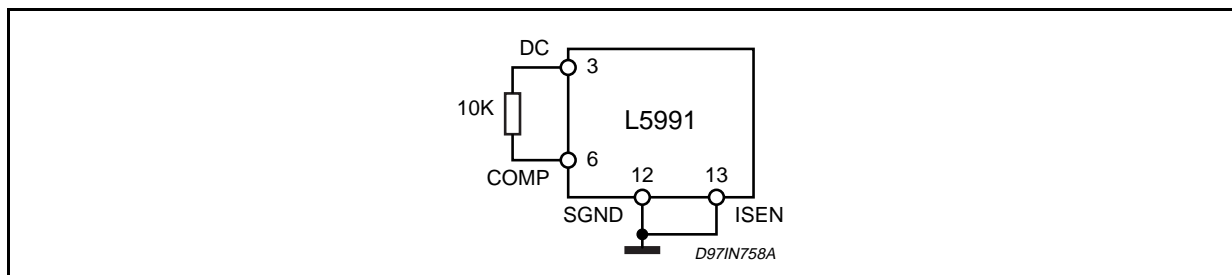 DC
3
10K
L5991
6
COMP
12 13
SGND ISEN
D97IN758A